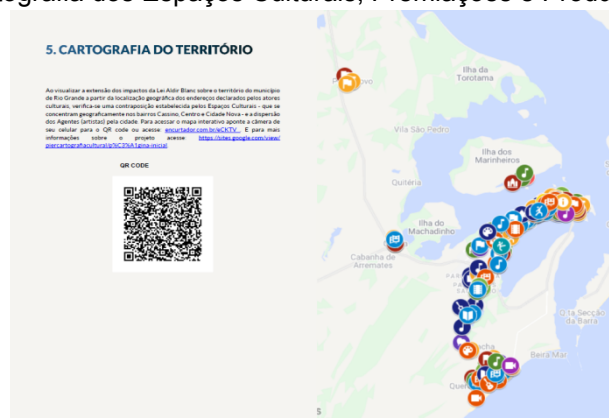 ografia dos Espaços Culturais, Premiações e Produ
5. CARTOGRAFIA DO TERRITÓRIO
Ao visualizar a extensão dos impactos da Lei Aldir Blanc sobre o território do município
de Rio Grande a partir da localização geográfica dos endereços declarados pelos atores
culturais, verifica-se uma contraposição estabelecida pelos Espaços Culturais - que se
concentram geograficamente nos bairros Cassino, Centro e Cidade Nova - e a dispersão
dos Agentes (artistas) pela cidade. Para acessar o mapa interativo aponte a câmera de
seu celular para o QR code ou acesse: encurtador.com.br/eCKTV . E para mais
informações sobre o projeto acesse: https://sites.google.com/view/
piercartografiacultural/p%C3%A1gina-inicial
QR CODE
Ilha da
Torotama
Vila São Pedro
Ilha dos
Marinheiros
Quitéria
Ilha do
Machadinho
Cabanha de
Arremates
Secção
da Barra
Beira Mar